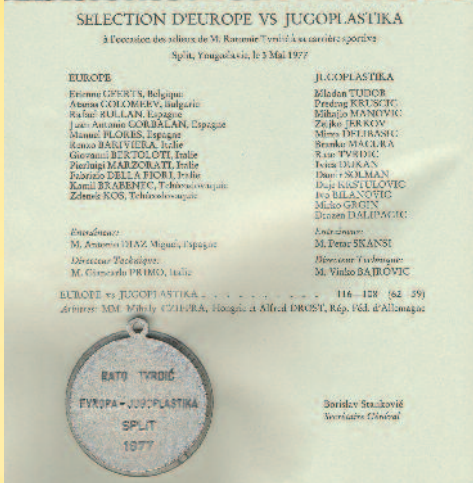 SELECTION D'EUROPE VS JUGOPLASTIKA
à l'occasion des adieux de M. Ratomir Tvrdić à sa carrière sportive
Split, Yougoslavie, le 3 Mai 1977
EUROPE
Etienne GEERTS, Belgique
Atanas GOLOMEEV, Bulgarie
Rafael RULLAN, Espagne
Juan Antonio CORBALAN, Espagne
Manuel FLORES, Espagne
Renzo BARIVIERA, Italie
Giovanni BERTOLOTI, Italie
Pierluigi MARZORATI, Italie
Fabrizio DELLA FIORI, Italie
Kamil BRABENEC, Tchécoslovaquie
Zdenek KOS, Tchécoslovaquie
Entraîneur:
M. Antonio DIAZ Miguel, Espagne
Directeur Technique:
M. Giancarlo PRIMO, Italie
JUGOPLASTIKA
Mladan TUDOR
Predrag KRUSCIC
Mihajlo MANOVIC
Zeljko JERKOV
Mirza DELIBASIC
Branko MACURA
Rato TVRDIC
Ivica DUKAN
Damir SOLMAN
Duje KRSTULOVIC
Ivo BILANOVIC
Mirko GRGIN
Drazen DALIPAGIC
Entraîneur:
M. Petar SKANSI
Directeur Technique:
M. Vinko BAJROVIC
EUROPE vs JUGOPLASTIKA . . . . . . . . . 116—108 (62—59)
Arbitres: MM. Mihaly, Hongrie et Alfred DROST, Rép. Féd. d'Allemagne
RATO TVRDIĆ
EVROPA-JUGOPLASTIKA
SPLIT
1977
Borislav Stanković
Secrétaire Général